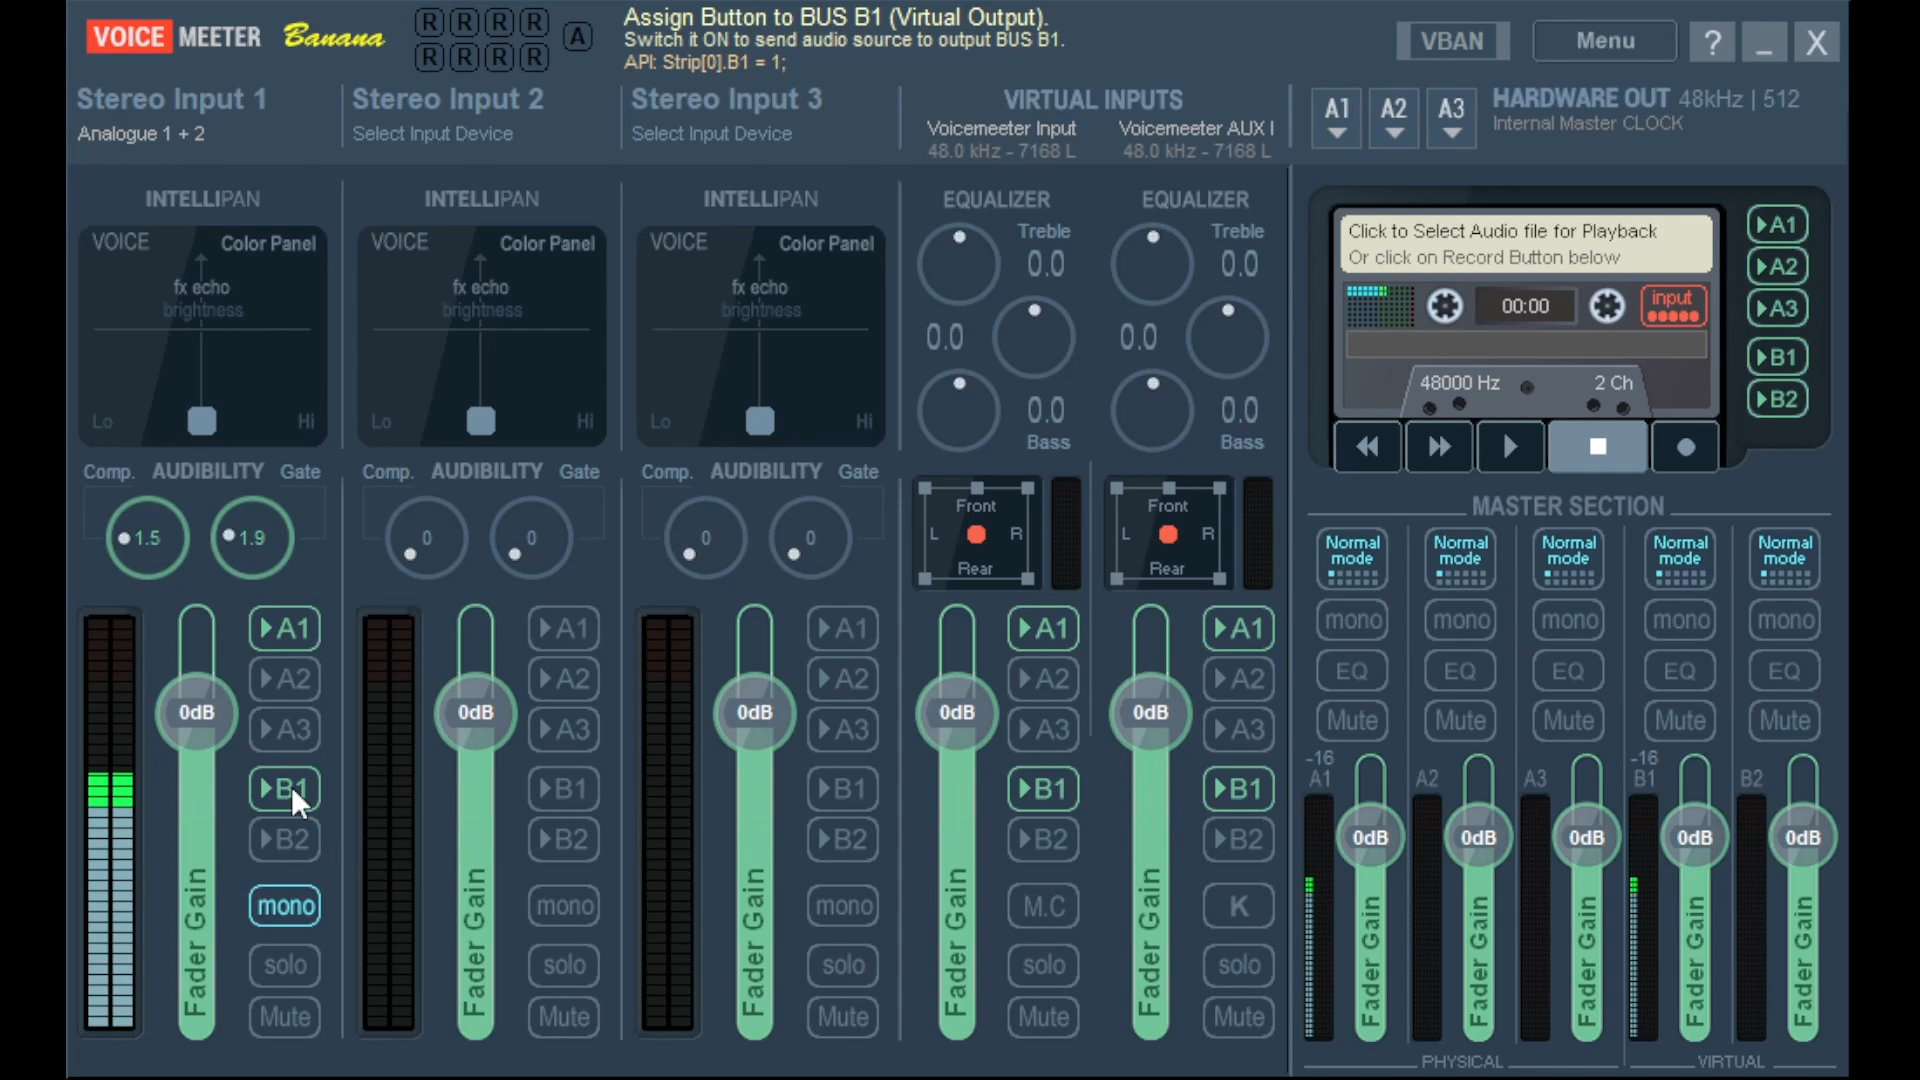 VOICE MEETER Banana
R R R R
R R R R
A
Assign Button to BUS B1 (Virtual Output).
Switch it ON to send audio source to output BUS B1.
API: Strip[0].B1 = 1;
VBAN
Menu
?
_
X
Stereo Input 1
Analogue 1 + 2
Stereo Input 2
Select Input Device
Stereo Input 3
Select Input Device
VIRTUAL INPUTS
Voicemeeter Input
48.0 kHz - 7168 L
Voicemeeter AUX I
48.0 kHz - 7168 L
A1 A2 A3
HARDWARE OUT 48kHz | 512
Internal Master CLOCK
INTELLIPAN
VOICE Color Panel
fx echo
brightness
Lo Hi
Comp. AUDIBILITY Gate
1.5 1.9
0dB
Fader Gain
A1
A2
A3
B1
B2
mono
solo
Mute
INTELLIPAN
VOICE Color Panel
fx echo
brightness
Lo Hi
Comp. AUDIBILITY Gate
0 0
0dB
Fader Gain
A1
A2
A3
B1
B2
mono
solo
Mute
INTELLIPAN
VOICE Color Panel
fx echo
brightness
Lo Hi
Comp. AUDIBILITY Gate
0 0
0dB
Fader Gain
A1
A2
A3
B1
B2
mono
solo
Mute
EQUALIZER
Treble
0.0
0.0
0.0
Bass
Front
L R
Rear
0dB
Fader Gain
A1
A2
A3
B1
B2
M.C
solo
Mute
EQUALIZER
Treble
0.0
0.0
0.0
Bass
Front
L R
Rear
0dB
Fader Gain
A1
A2
A3
B1
B2
K
solo
Mute
Click to Select Audio file for Playback
Or click on Record Button below
00:00
input
48000 Hz 2 Ch
A1
A2
A3
B1
B2
MASTER SECTION
Normal mode
mono
EQ
Mute
-16
A1
0dB
Fader Gain
Normal mode
mono
EQ
Mute
A2
0dB
Fader Gain
Normal mode
mono
EQ
Mute
A3
0dB
Fader Gain
Normal mode
mono
EQ
Mute
-16
B1
0dB
Fader Gain
Normal mode
mono
EQ
Mute
B2
0dB
Fader Gain
PHYSICAL
VIRTUAL